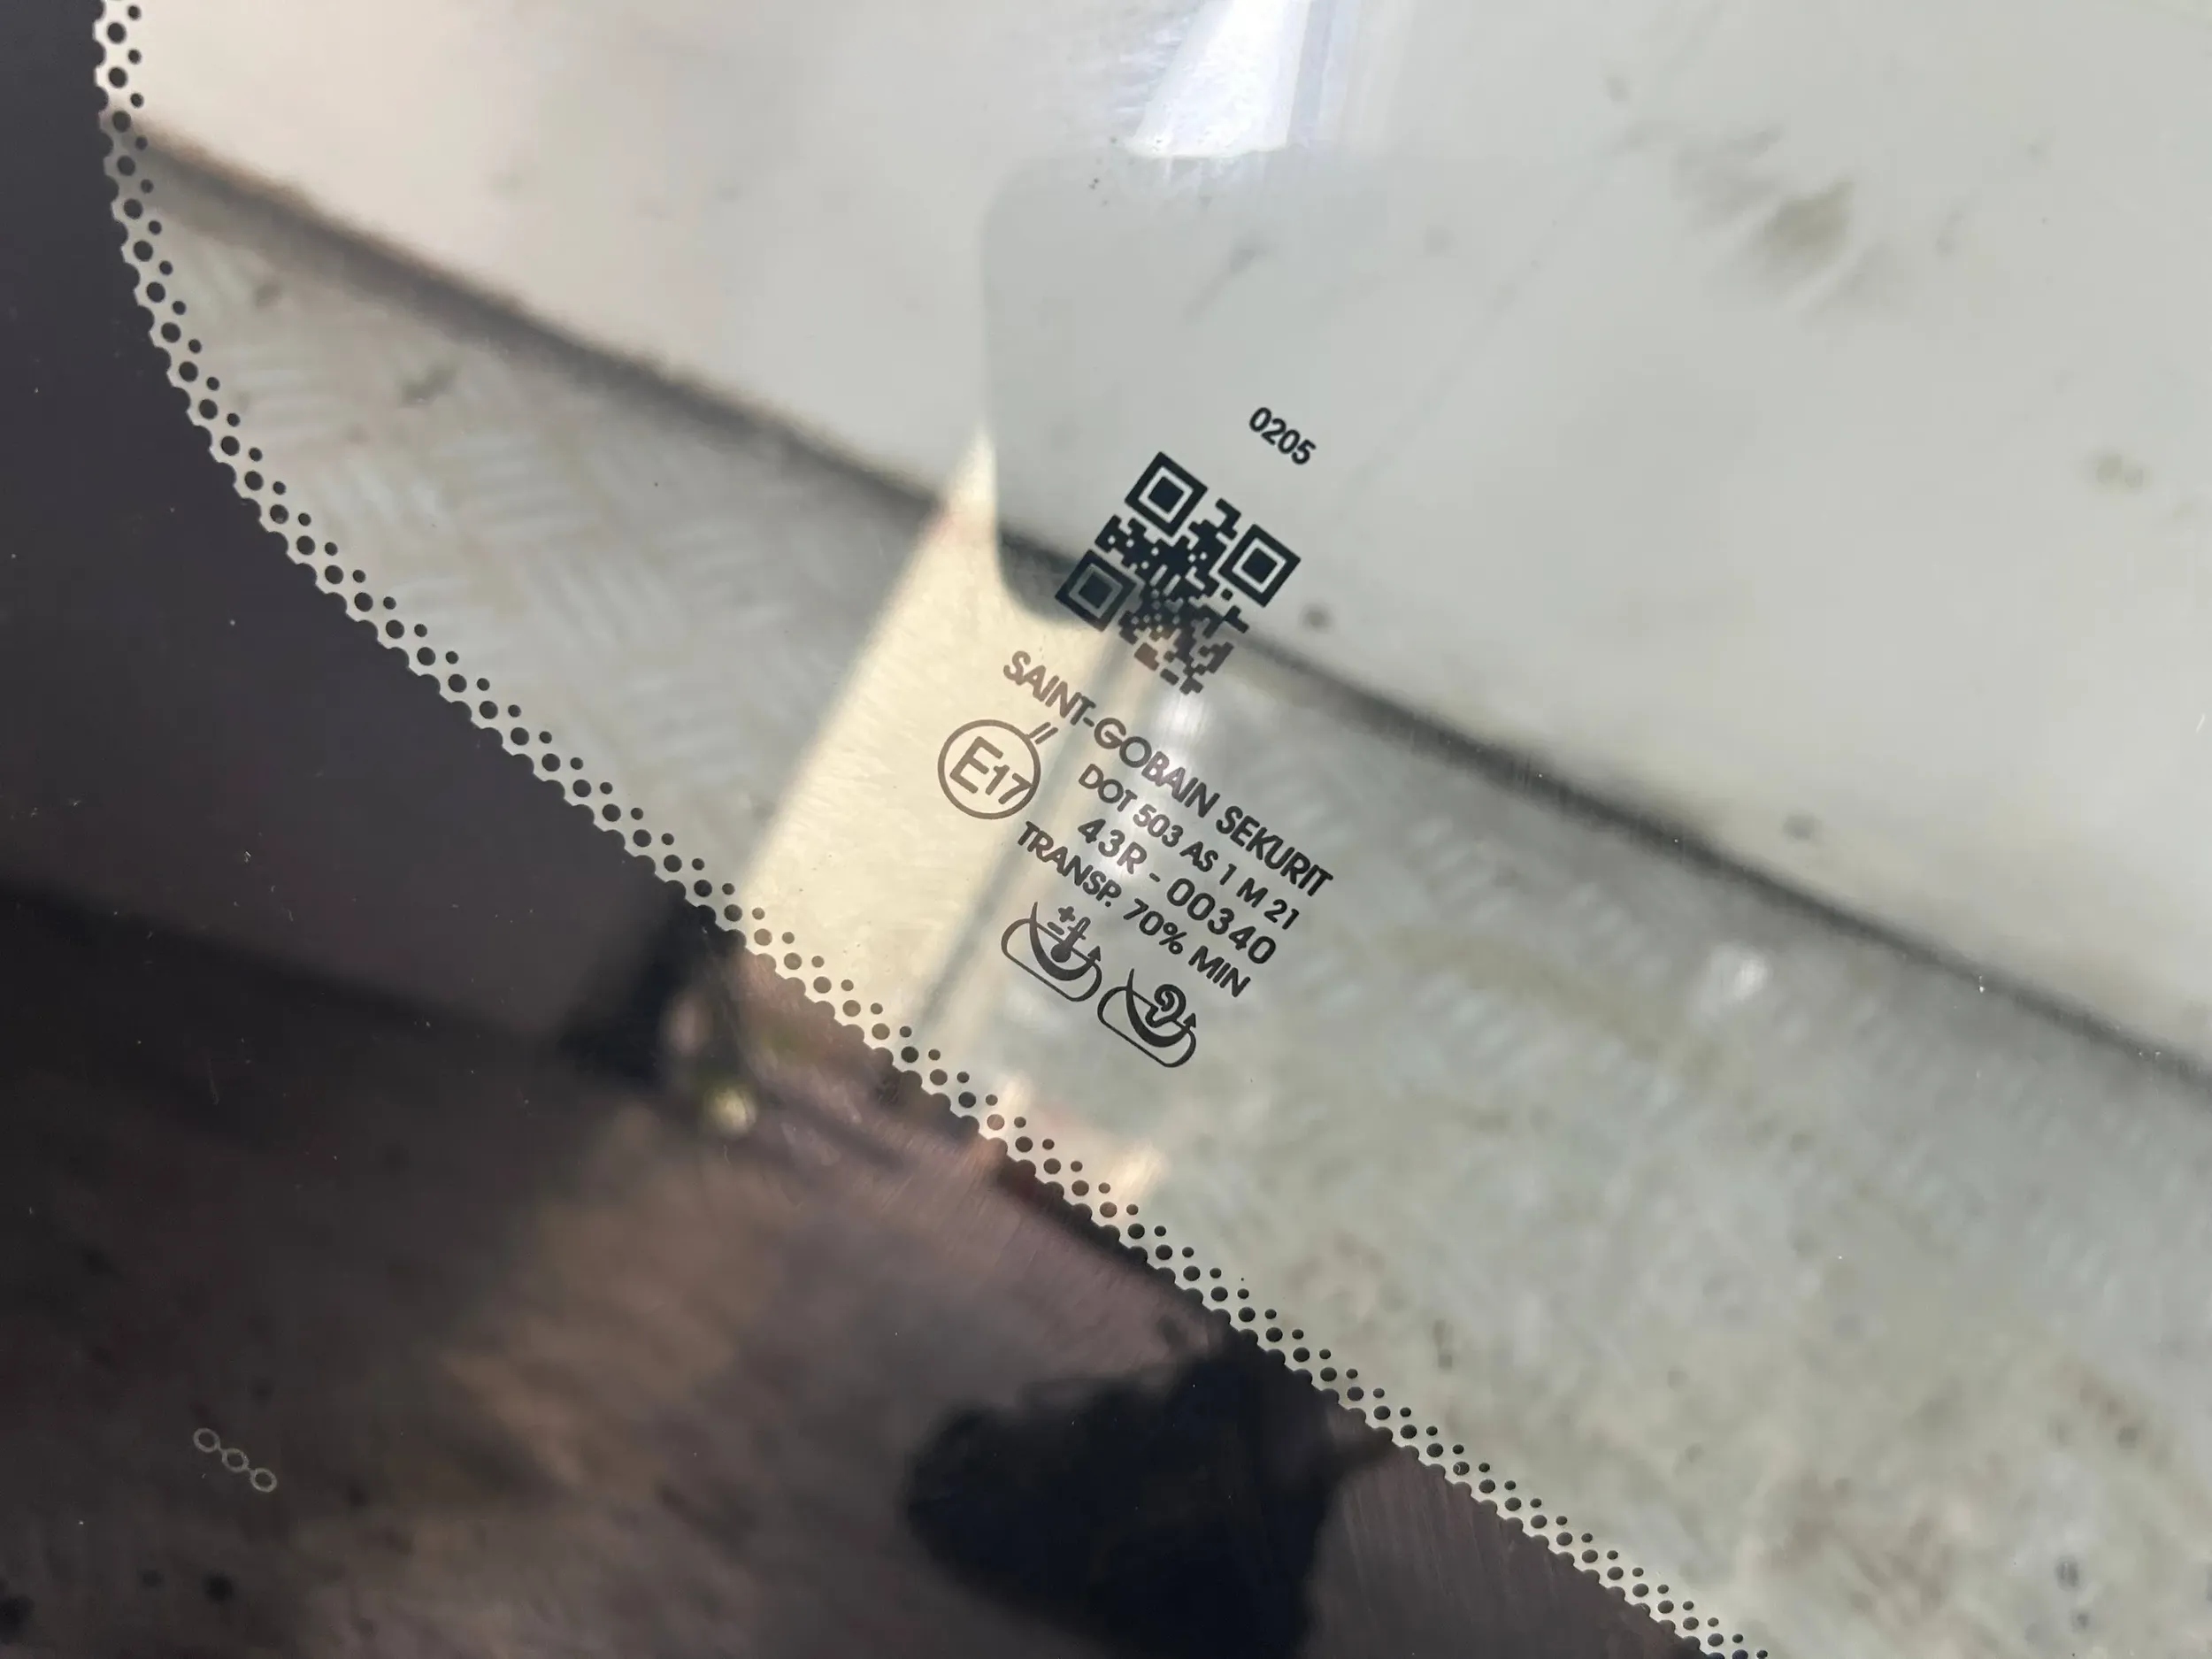 0205
SAINT-GOBAIN SEKURIT
E17 //
DOT 503 AS 1 M 21
43R - 00340
TRANSP. 70% MIN